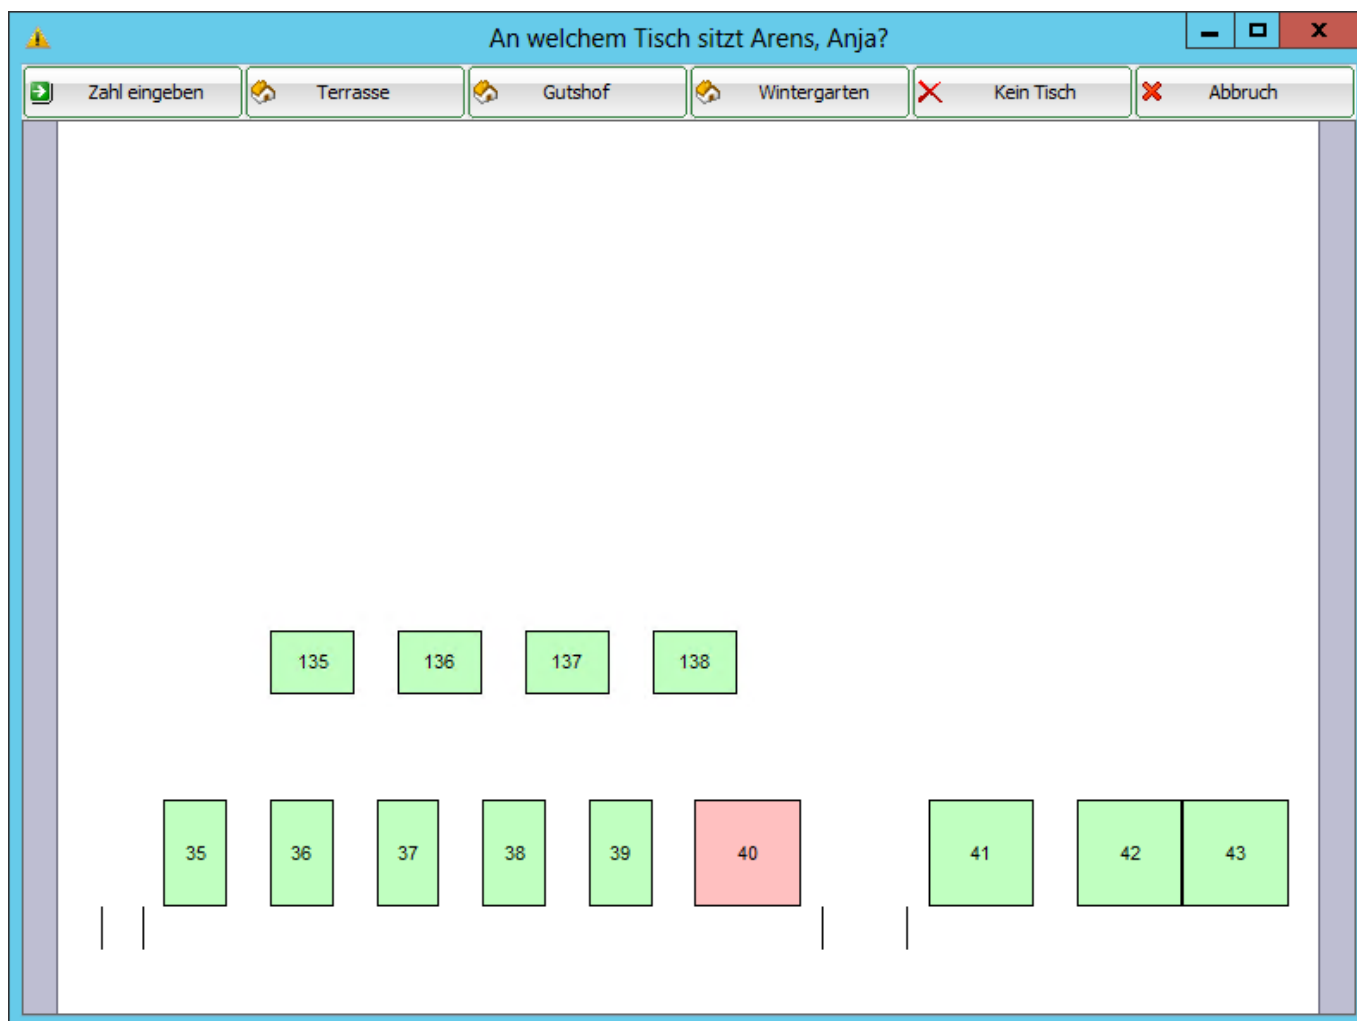 An welchem Tisch sitzt Arens, Anja?
Zahl eingeben Terrasse Gutshof Wintergarten Kein Tisch Abbruch
135 136 137 138
35 36 37 38 39 40 41 42 43